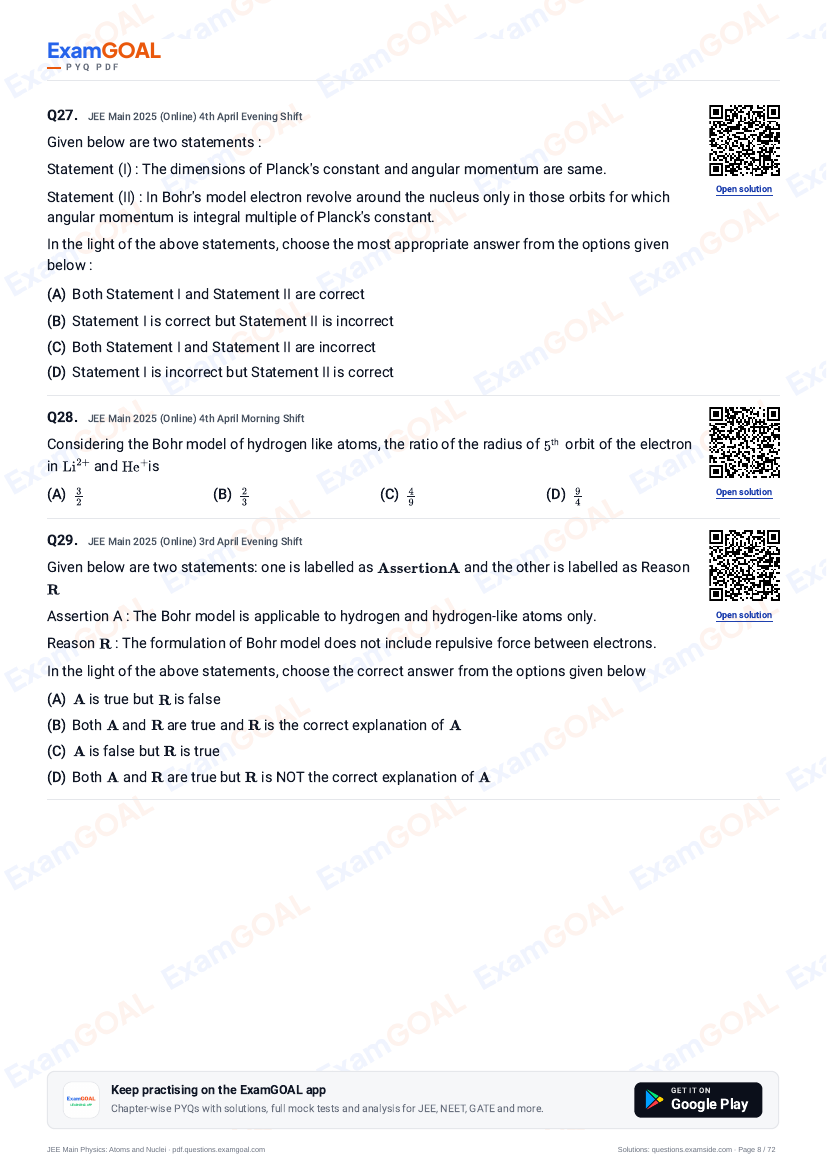 ExamGOAL
PYQ PDF
Q27. JEE Main 2025 (Online) 4th April Evening Shift
Given below are two statements :
Statement (I) : The dimensions of Planck's constant and angular momentum are same.
Statement (II) : In Bohr's model electron revolve around the nucleus only in those orbits for which
angular momentum is integral multiple of Planck's constant.
In the light of the above statements, choose the most appropriate answer from the options given
below :
(A) Both Statement I and Statement II are correct
(B) Statement I is correct but Statement II is incorrect
(C) Both Statement I and Statement II are incorrect
(D) Statement I is incorrect but Statement II is correct
Open solution
Q28. JEE Main 2025 (Online) 4th April Morning Shift
Considering the Bohr model of hydrogen like atoms, the ratio of the radius of 5ᵗʰ orbit of the electron
in Li²⁺ and He⁺is
(A) 3/2 (B) 2/3 (C) 4/9 (D) 9/4
Open solution
Q29. JEE Main 2025 (Online) 3rd April Evening Shift
Given below are two statements: one is labelled as AssertionA and the other is labelled as Reason
R
Assertion A : The Bohr model is applicable to hydrogen and hydrogen-like atoms only.
Reason R : The formulation of Bohr model does not include repulsive force between electrons.
In the light of the above statements, choose the correct answer from the options given below
(A) A is true but R is false
(B) Both A and R are true and R is the correct explanation of A
(C) A is false but R is true
(D) Both A and R are true but R is NOT the correct explanation of A
Open solution
ExamGOAL
Keep practising on the ExamGOAL app
Chapter-wise PYQs with solutions, full mock tests and analysis for JEE, NEET, GATE and more.
GET IT ON
Google Play
JEE Main Physics: Atoms and Nuclei · pdf.questions.examgoal.com
Solutions: questions.examside.com · Page 8 / 72